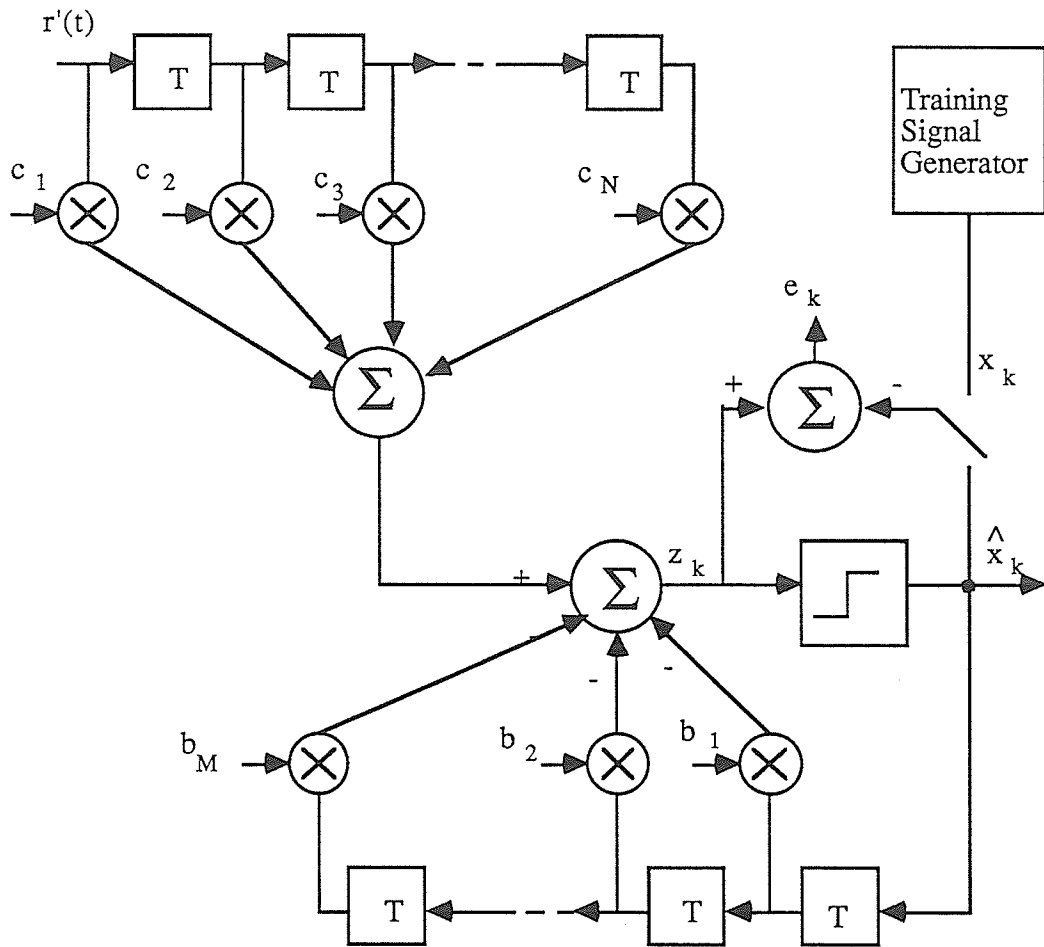 r'(t)
T
T
T
Training
Signal
Generator
c 1
c 2
c 3
c N
e k
x k
+
-
Σ
Σ
+
Σ
z k
x̂ k
-
-
-
b M
b 2
b 1
T
T
T